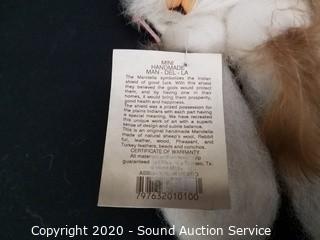 MINI
HANDMADE
MAN - DEL - LA
The Mandella symbolizes the Indian
shield of good luck. With this shield
they believed the gods would protect
them, and by having one in their
homes, it would bring them prosperity,
good health and happiness.
The shield was a prized possession for
the plains Indians with each part having
a special meaning. We have recreated
this unique work of art with a superb
sense of design and subtle balance.
This is an original handmade Mandella
made of natural sheep's wool, Rabbit
fur, leather, wood, Pheasant, and
Turkey feathers, beads and conchos.
CERTIFICATE OF WARRANTY
All materials
guaranteed
797632010100
Copyright 2020 - Sound Auction Service